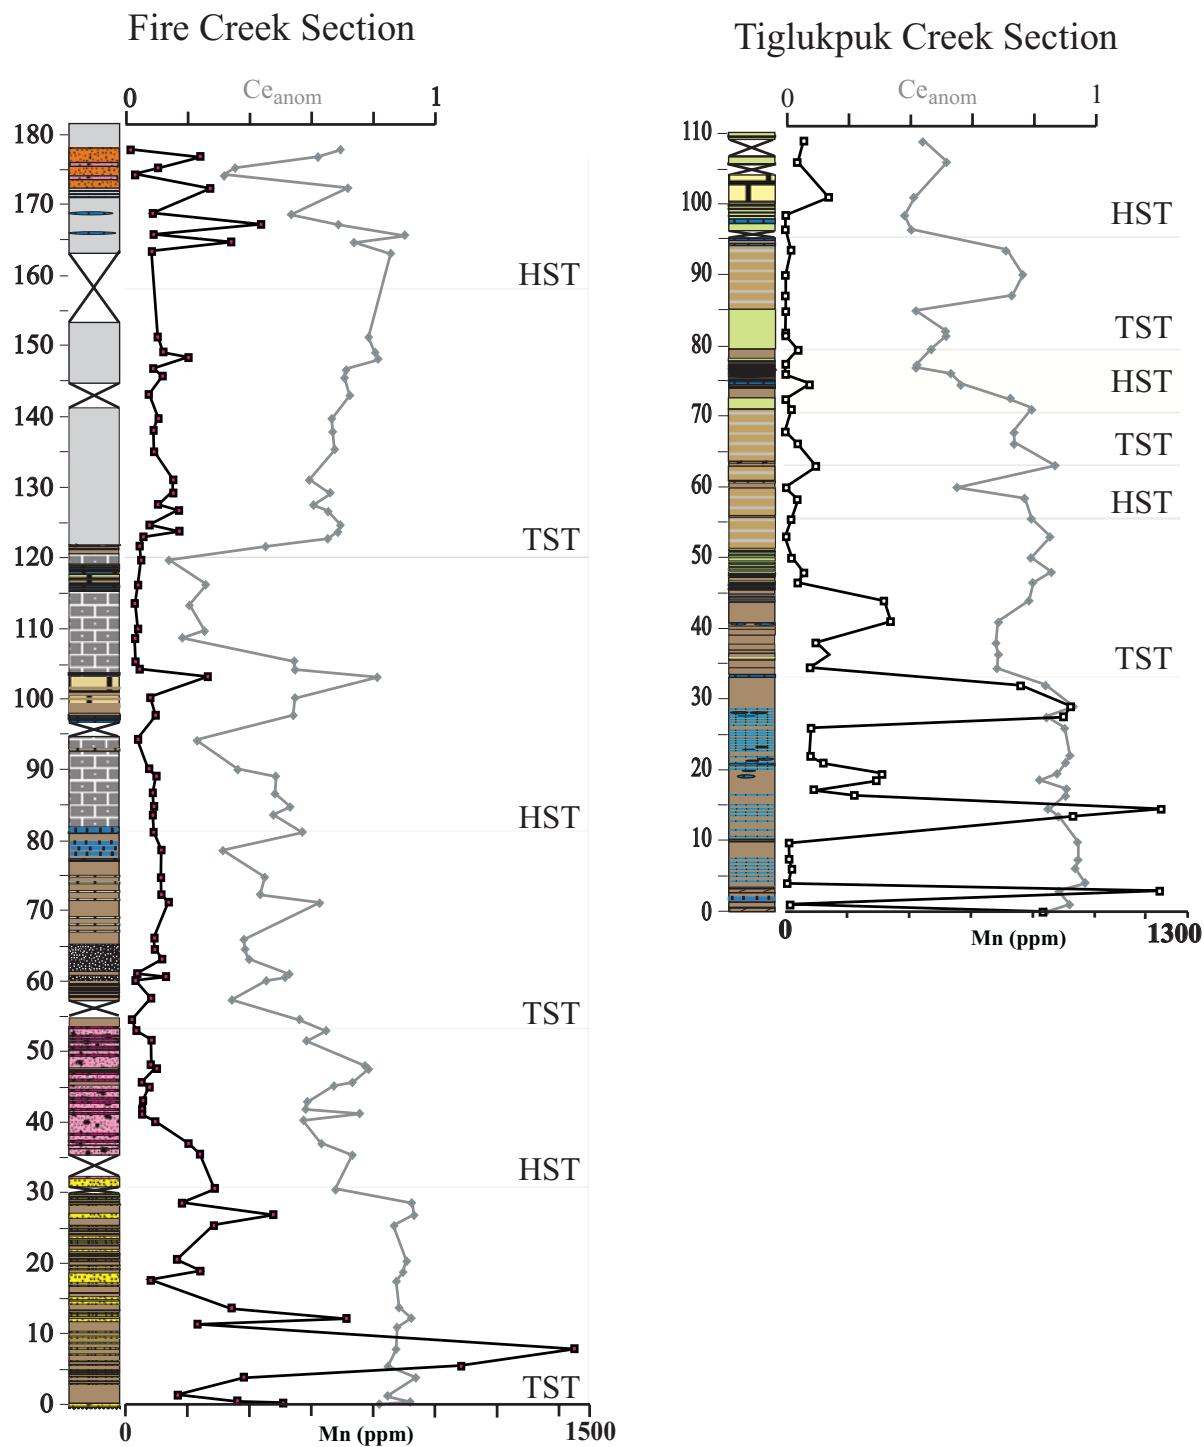 Fire Creek Section
0 Ce anom 1
180
170
160
150
140
130
120
110
100
90
80
70
60
50
40
30
20
10
0
HST
TST
HST
TST
HST
TST
0 Mn (ppm) 1500
Tiglukpuk Creek Section
0 Ce anom 1
110
100
90
80
70
60
50
40
30
20
10
0
HST
TST
HST
TST
HST
TST
0 Mn (ppm) 1300